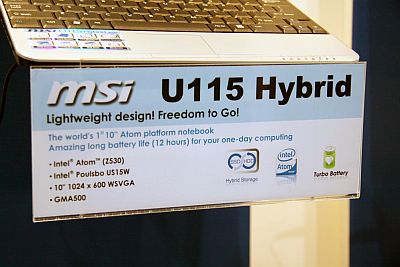 msi U115 Hybrid
Lightweight design! Freedom to Go!
The world's 1st 10" Atom platform notebook
Amazing long battery life (12 hours) for your one-day computing
• Intel® Atom™ (Z530)
• Intel® Poulsbo US15W
• 10" 1024 x 600 WSVGA
• GMA500
SSD HDD
Hybrid Storage
intel
Atom
Turbo Battery